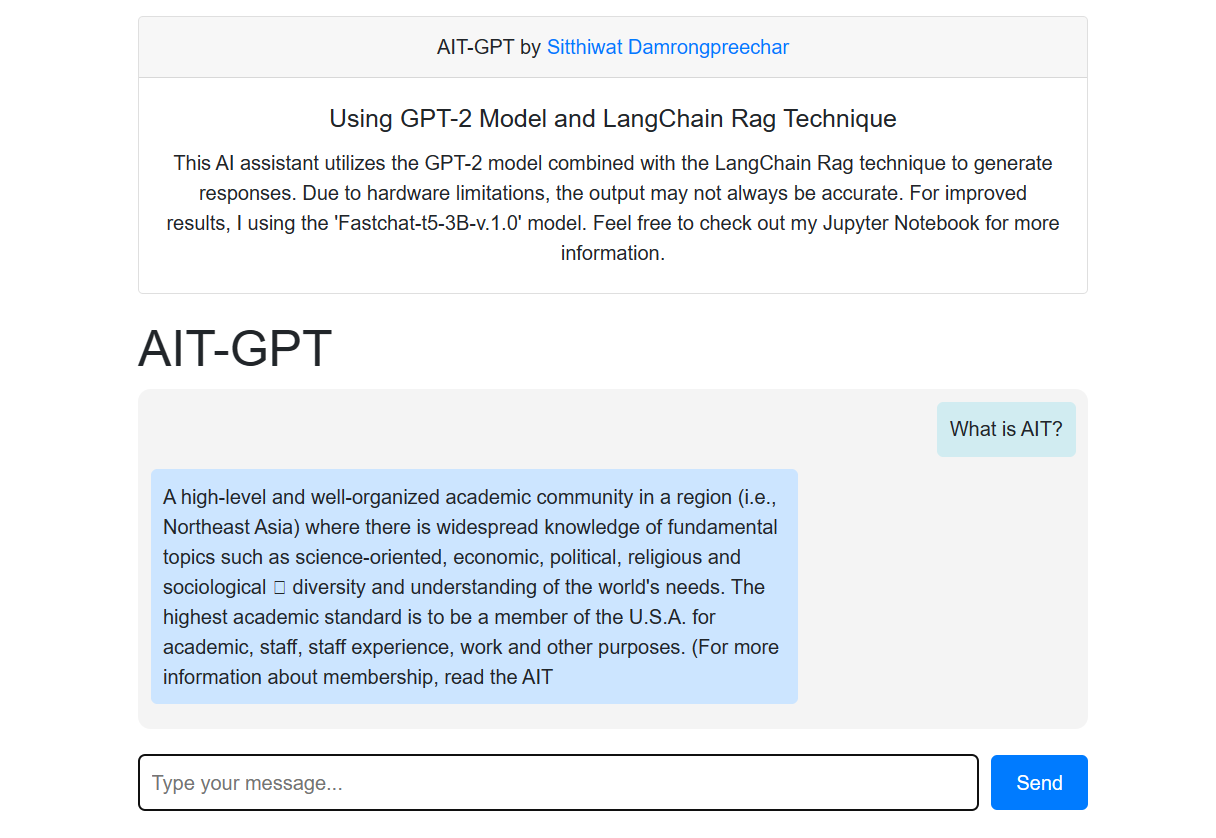 AIT-GPT by Sitthiwat Damrongpreechar
Using GPT-2 Model and LangChain Rag Technique
This AI assistant utilizes the GPT-2 model combined with the LangChain Rag technique to generate
responses. Due to hardware limitations, the output may not always be accurate. For improved
results, I using the 'Fastchat-t5-3B-v.1.0' model. Feel free to check out my Jupyter Notebook for more
information.
AIT-GPT
What is AIT?
A high-level and well-organized academic community in a region (i.e.,
Northeast Asia) where there is widespread knowledge of fundamental
topics such as science-oriented, economic, political, religious and
sociological  diversity and understanding of the world's needs. The
highest academic standard is to be a member of the U.S.A. for
academic, staff, staff experience, work and other purposes. (For more
information about membership, read the AIT
Type your message...
Send